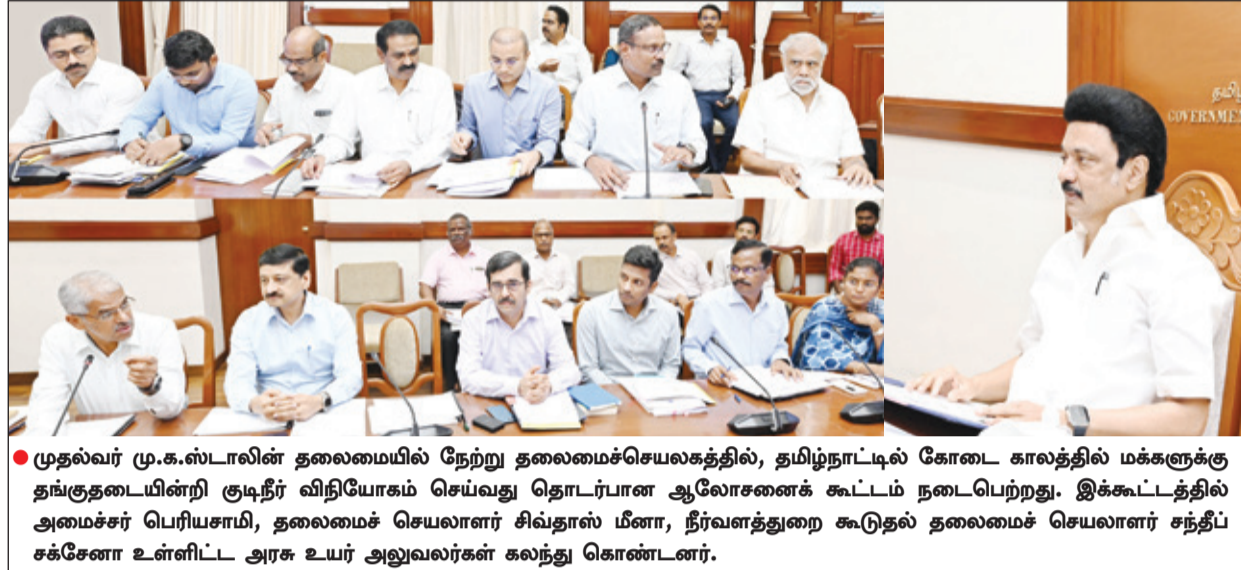 தமிழ
GOVERNME
முதல்வர் மு.க.ஸ்டாலின் தலைமையில் நேற்று தலைமைச்செயலகத்தில், தமிழ்நாட்டில் கோடை காலத்தில் மக்களுக்கு
தங்குதடையின்றி குடிநீர் விநியோகம் செய்வது தொடர்பான ஆலோசனைக் கூட்டம் நடைபெற்றது. இக்கூட்டத்தில்
அமைச்சர் பெரியசாமி, தலைமைச் செயலாளர் சிவ்தாஸ் மீனா, நீர்வளத்துறை கூடுதல் தலைமைச் செயலாளர் சந்தீப்
சக்சேனா உள்ளிட்ட அரசு உயர் அலுவலர்கள் கலந்து கொண்டனர்.